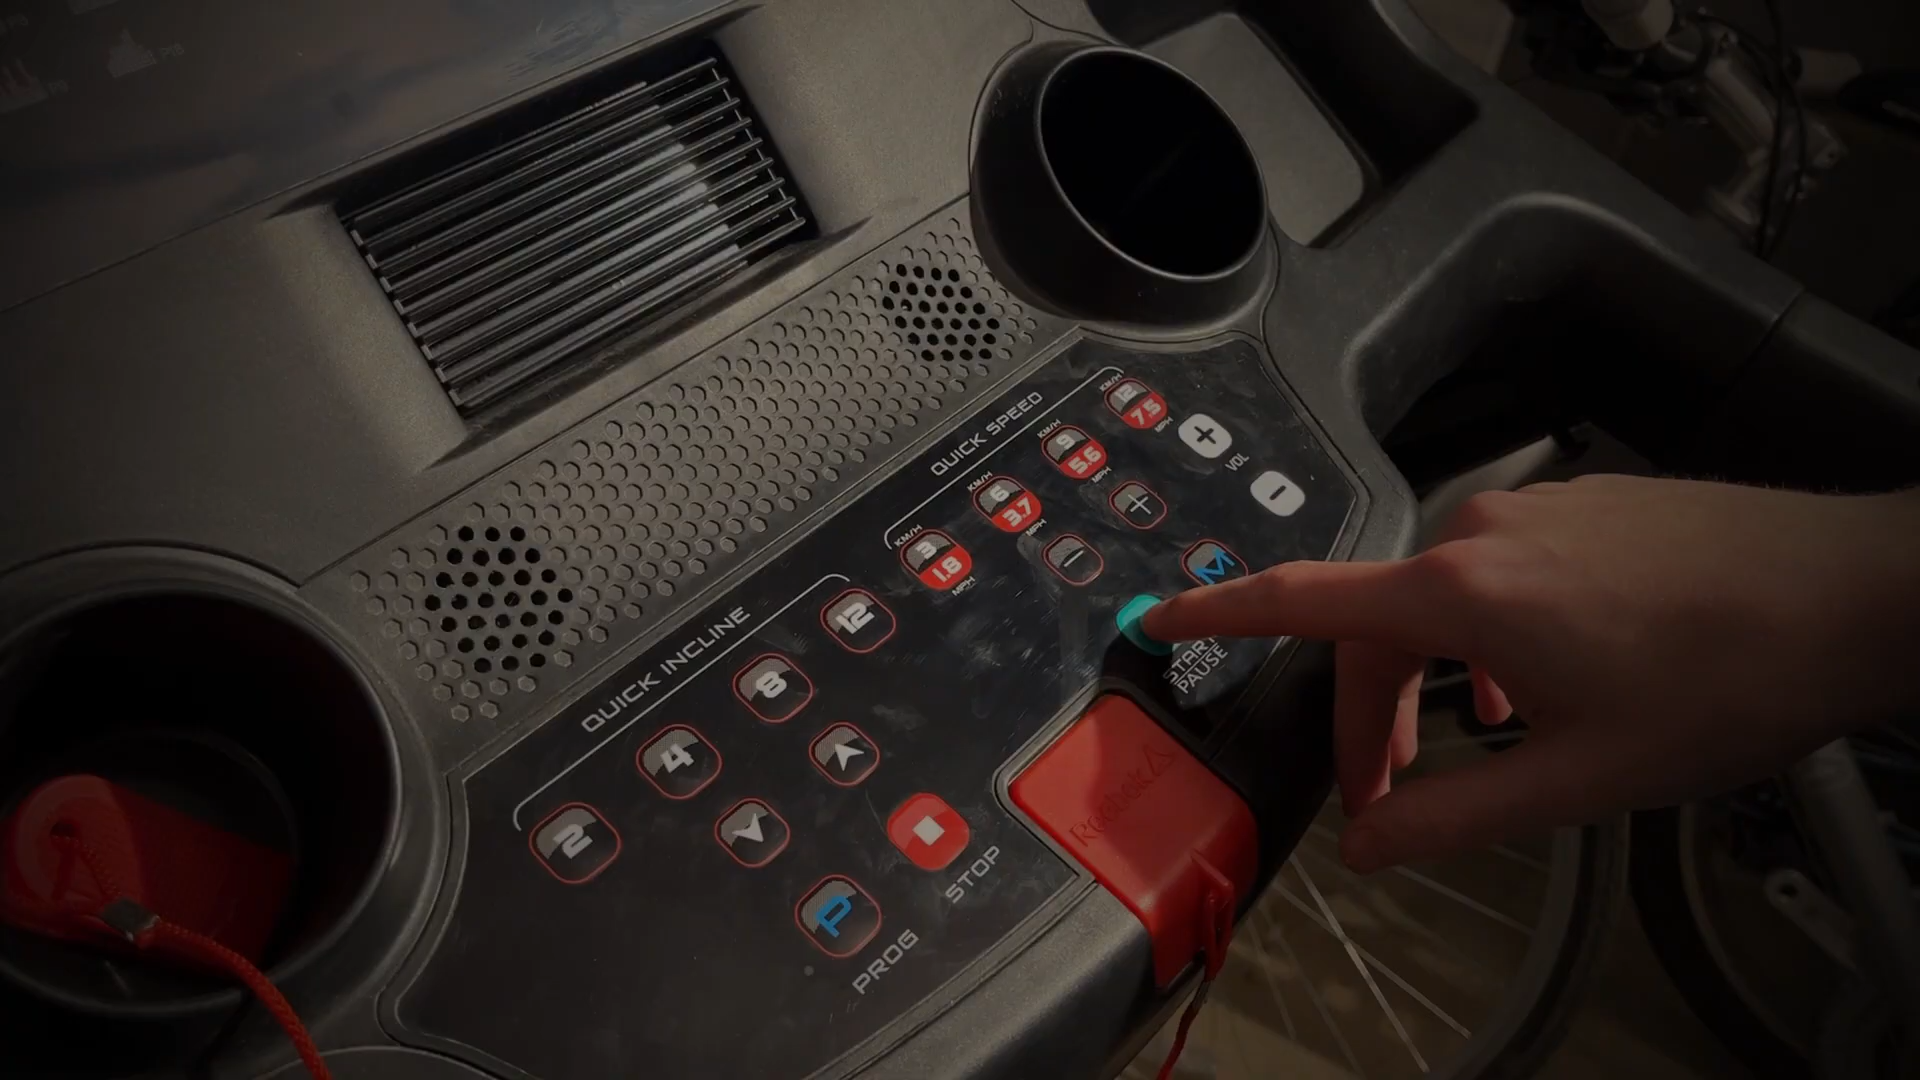 P18
QUICK SPEED
KM/H
12
7.5
MPH
KM/H
9
5.6
MPH
KM/H
6
3.7
MPH
KM/H
3
1.8
MPH
+
VOL
-
+
-
M
START
PAUSE
QUICK INCLINE
12
8
4
2
STOP
P
PROG
Reebok